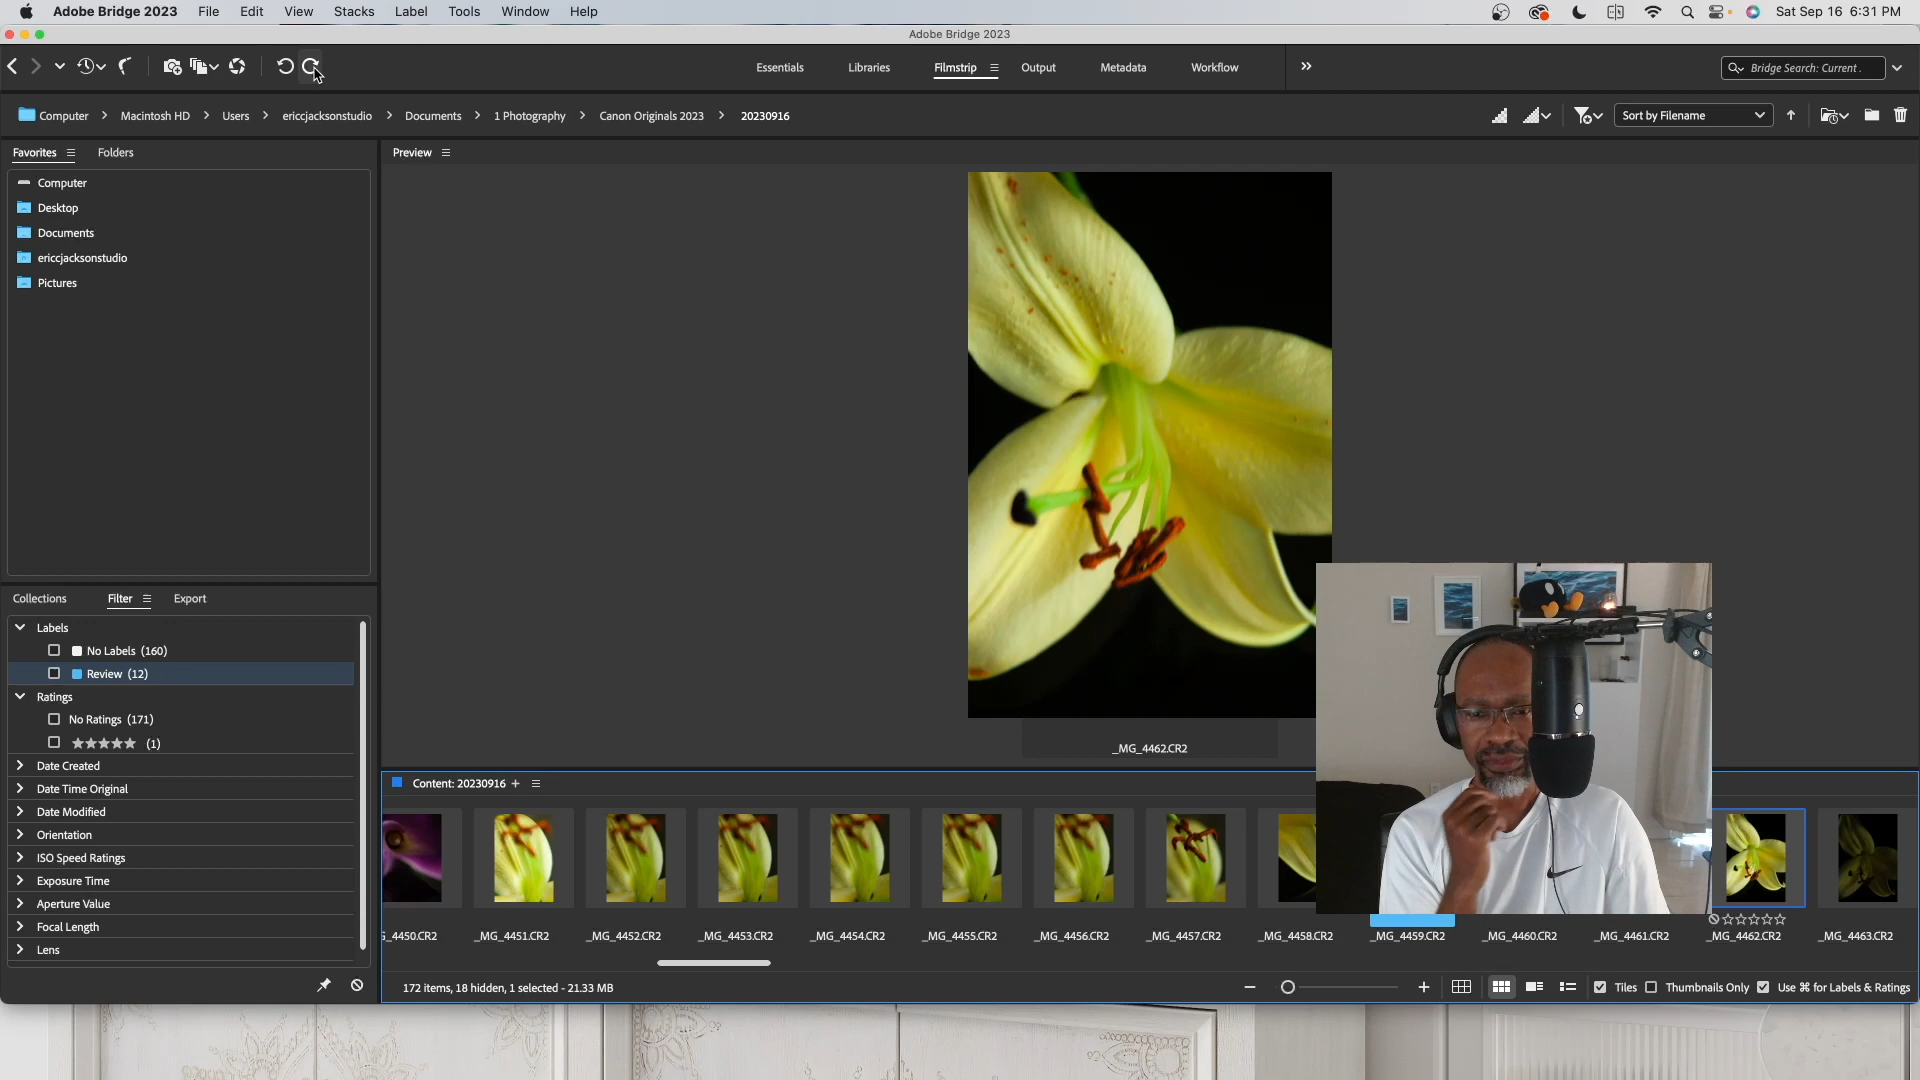 Adobe Bridge 2023 File Edit View Stacks Label Tools Window Help Sat Sep 16 6:31 PM
Adobe Bridge 2023
Essentials Libraries Filmstrip Output Metadata Workflow Bridge Search: Current .
Computer Macintosh HD Users ericcjacksonstudio Documents 1 Photography Canon Originals 2023 20230916 Sort by Filename
Favorites Folders Preview
Computer
Desktop
Documents
ericcjacksonstudio
Pictures
Collections Filter Export
Labels
No Labels (160)
Review (12)
Ratings
No Ratings (171)
★★★★★ (1)
Date Created
Date Time Original
Date Modified
Orientation
ISO Speed Ratings
Exposure Time
Aperture Value
Focal Length
Lens
_MG_4462.CR2
Content: 20230916
G_4450.CR2 _MG_4451.CR2 _MG_4452.CR2 _MG_4453.CR2 _MG_4454.CR2 _MG_4455.CR2 _MG_4456.CR2 _MG_4457.CR2 _MG_4458.CR2 _MG_4459.CR2 _MG_4460.CR2 _MG_4461.CR2 _MG_4462.CR2 _MG_4463.CR2
172 items, 18 hidden, 1 selected - 21.33 MB Tiles Thumbnails Only Use ⌘ for Labels & Ratings